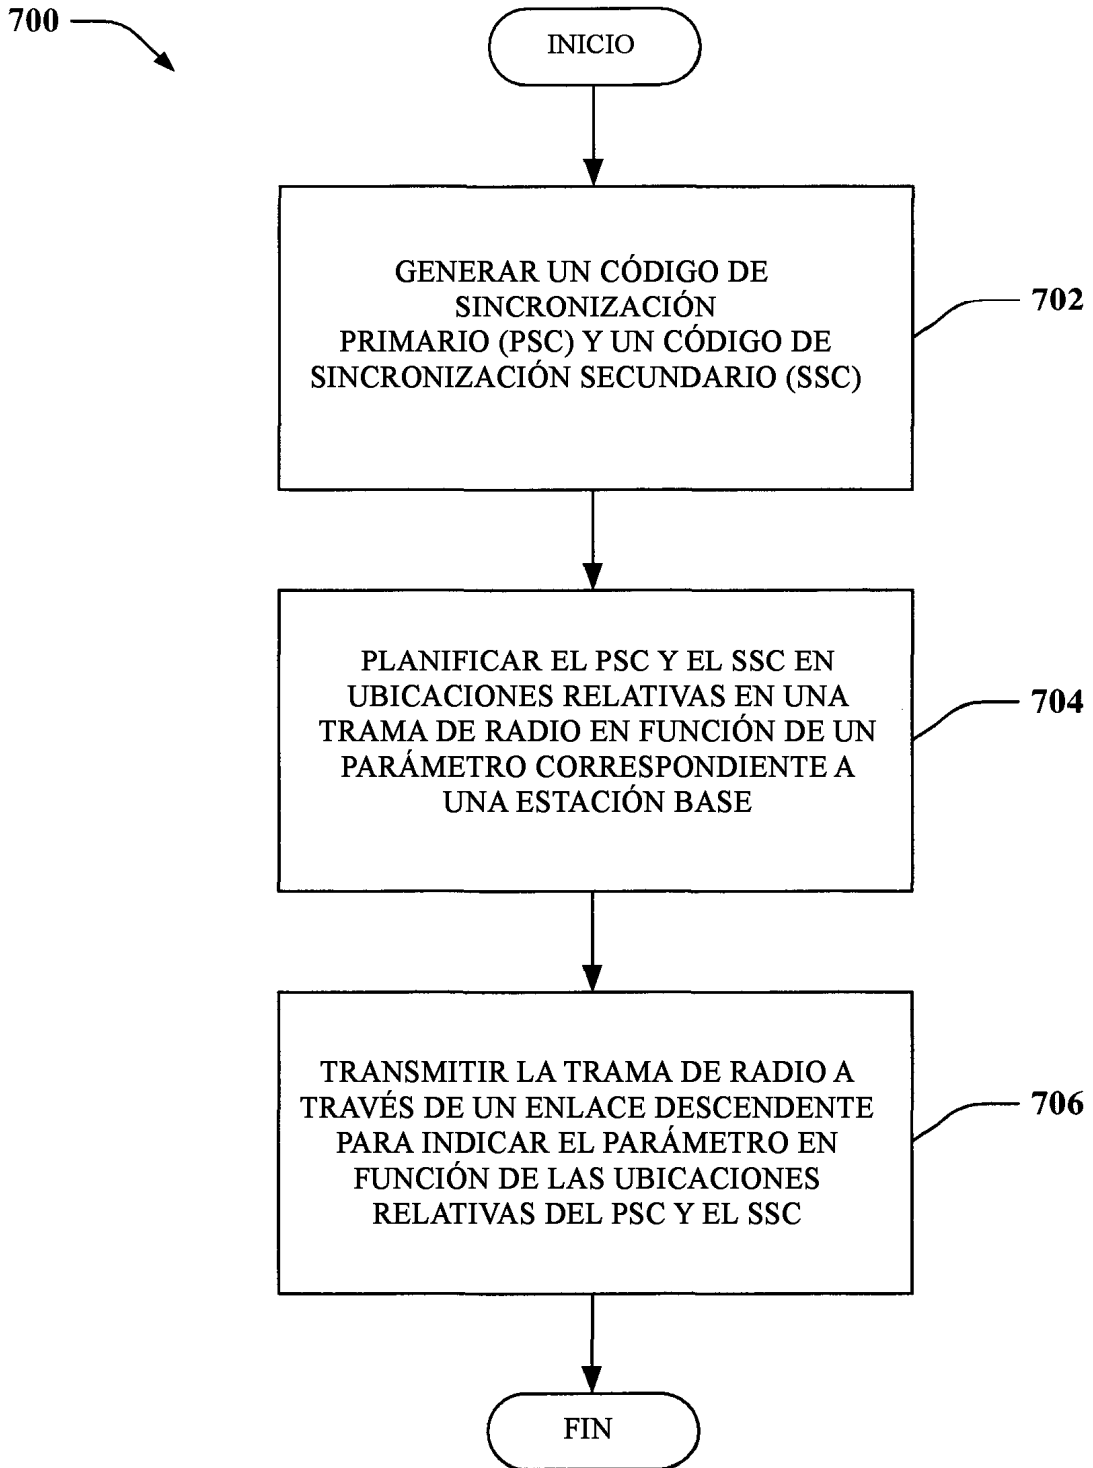 700
INICIO
GENERAR UN CÓDIGO DE
SINCRONIZACIÓN
PRIMARIO (PSC) Y UN CÓDIGO DE
SINCRONIZACIÓN SECUNDARIO (SSC)
702
PLANIFICAR EL PSC Y EL SSC EN
UBICACIONES RELATIVAS EN UNA
TRAMA DE RADIO EN FUNCIÓN DE UN
PARÁMETRO CORRESPONDIENTE A
UNA ESTACIÓN BASE
704
TRANSMITIR LA TRAMA DE RADIO A
TRAVÉS DE UN ENLACE DESCENDENTE
PARA INDICAR EL PARÁMETRO EN
FUNCIÓN DE LAS UBICACIONES
RELATIVAS DEL PSC Y EL SSC
706
FIN